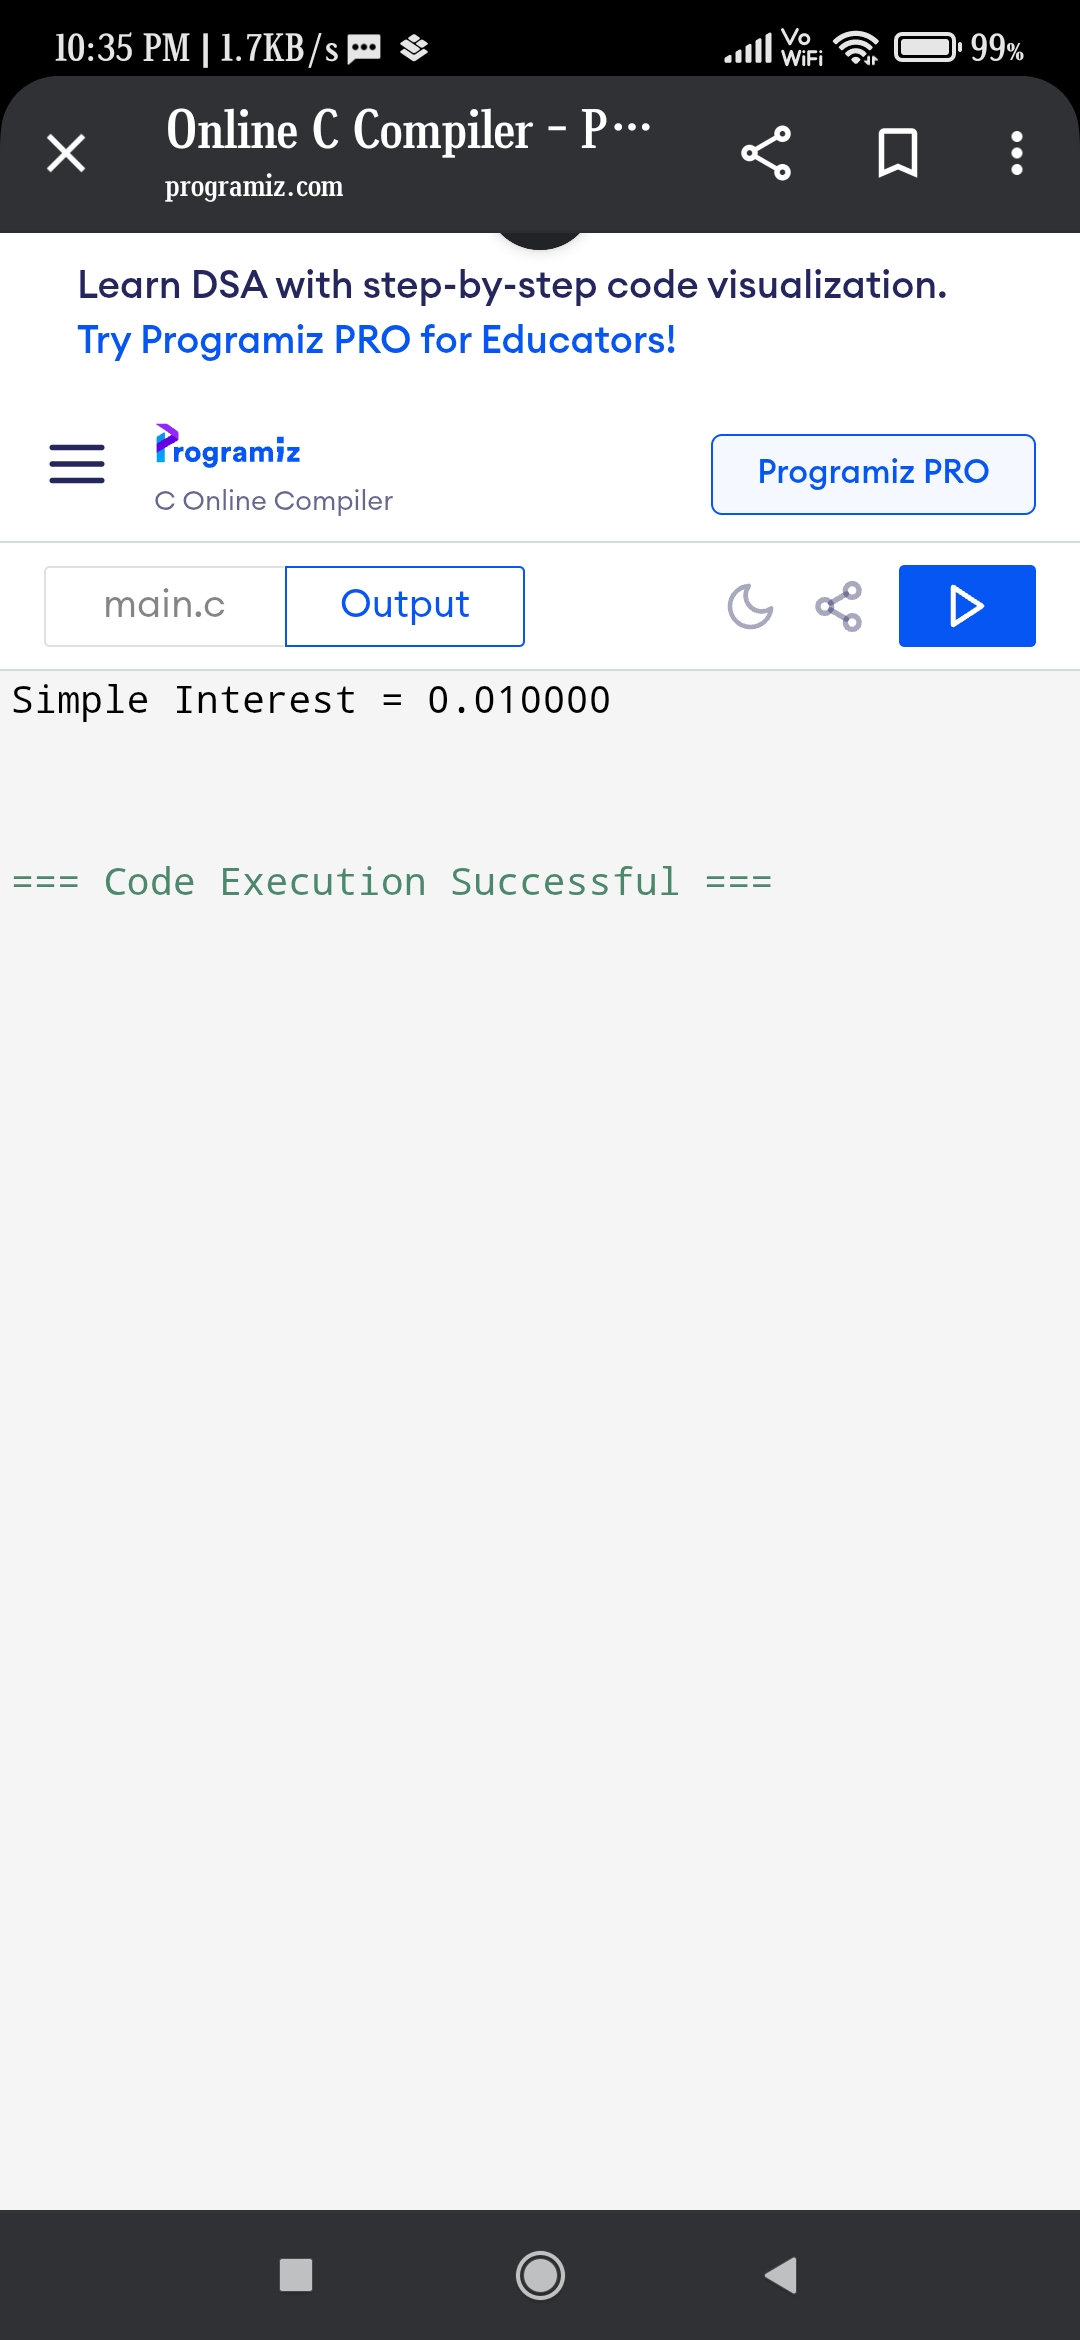 10:35 PM | 1.7KB/s
Vo WiFi 99%
Online C Compiler - P...
programiz.com
Learn DSA with step-by-step code visualization.
Try Programiz PRO for Educators!
Programiz
C Online Compiler
Programiz PRO
main.c
Output
Simple Interest = 0.010000
=== Code Execution Successful ===